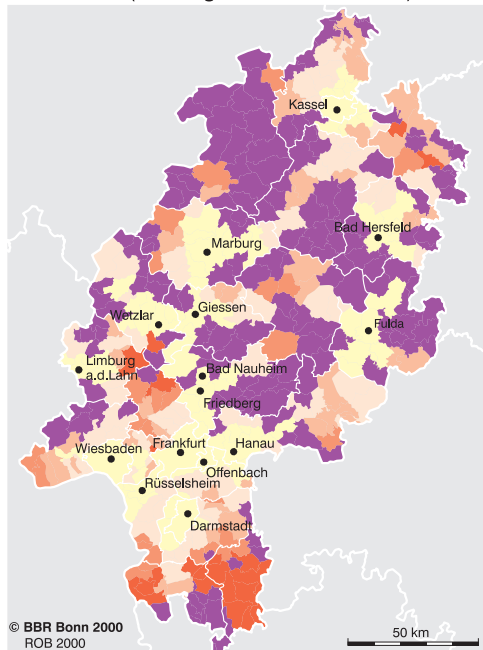 Kassel
Bad Hersfeld
Marburg
Giessen
Wetzlar
Fulda
Limburg
a.d.Lahn
Bad Nauheim
Friedberg
Frankfurt
Hanau
Wiesbaden
Offenbach
Rüsselsheim
Darmstadt
© BBR Bonn 2000
ROB 2000
50 km